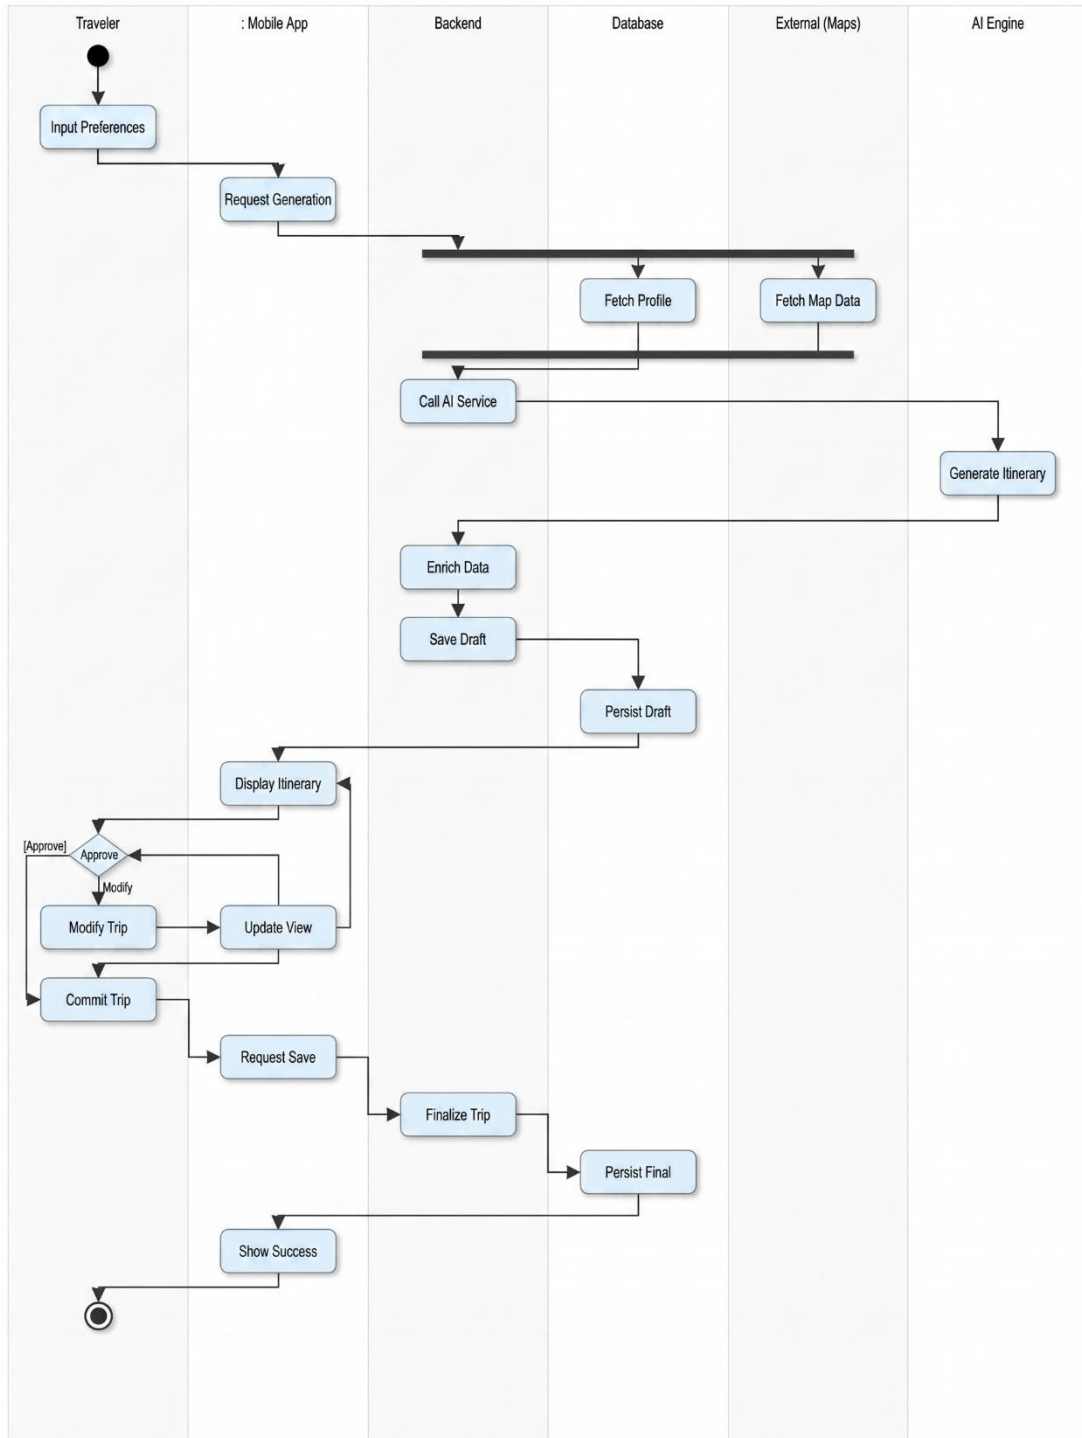 Traveler
: Mobile App
Backend
Database
External (Maps)
AI Engine
Input Preferences
Request Generation
Fetch Profile
Fetch Map Data
Call AI Service
Generate Itinerary
Enrich Data
Save Draft
Persist Draft
Display Itinerary
[Approve]
Approve
Modify
Modify Trip
Update View
Commit Trip
Request Save
Finalize Trip
Persist Final
Show Success